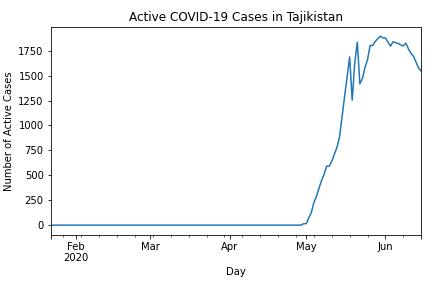 Active COVID-19 Cases in Tajikistan
Number of Active Cases
1750
1500
1250
1000
750
500
250
0
Feb
2020
Mar
Apr
May
Jun
Day